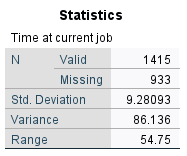 Statistics
Time at current job
N Valid 1415
Missing 933
Std. Deviation 9.28093
Variance 86.136
Range 54.75